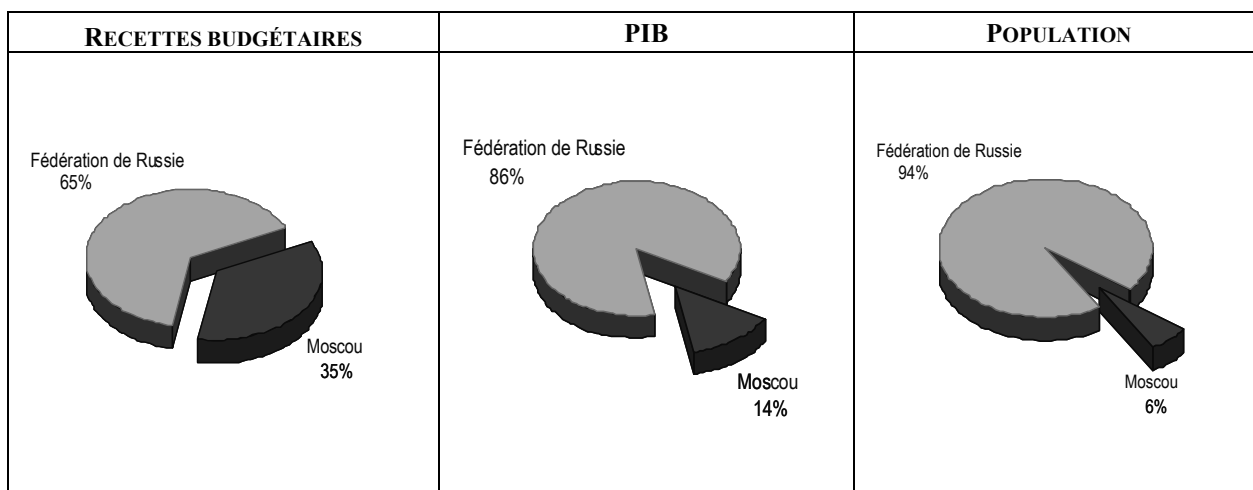 RECETTES BUDGÉTAIRES
Fédération de Russie
65%
Moscou
35%
PIB
Fédération de Russie
86%
Moscou
14%
POPULATION
Fédération de Russie
94%
Moscou
6%